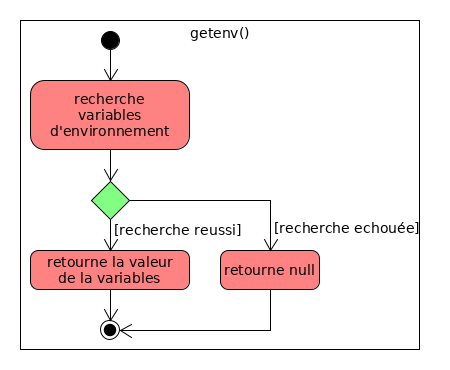 getenv()
recherche
variables
d'environnement
[recherche reussi]
[recherche echouée]
retourne la valeur
de la variables
retourne null